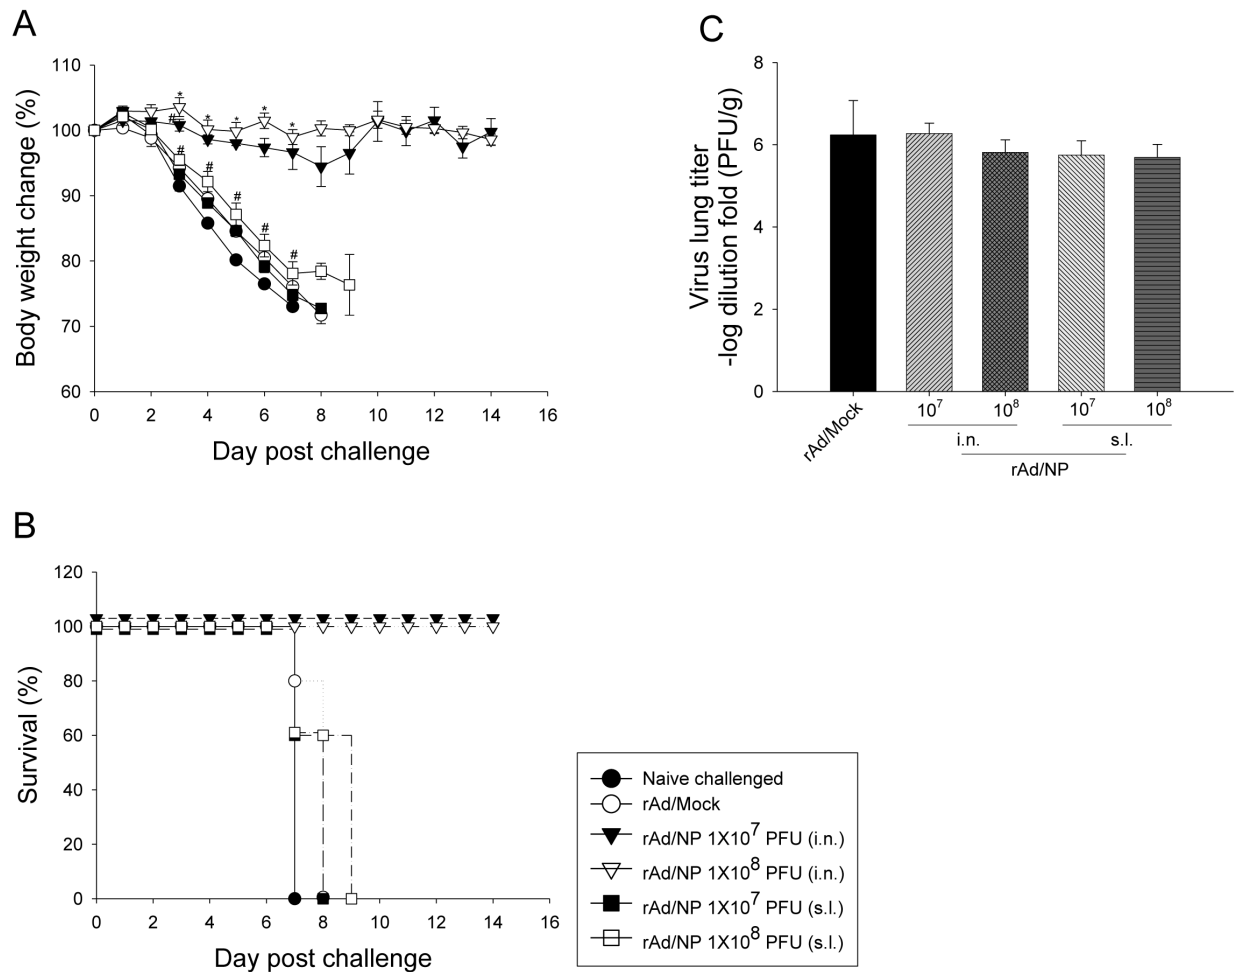 A
Body weight change (%)
110
100
90
80
70
60
* * * * *
# # # # # #
0 2 4 6 8 10 12 14 16
Day post challenge
C
Virus lung titer
-log dilution fold (PFU/g)
8
6
4
2
0
rAd/Mock
10⁷ 10⁸ 10⁷ 10⁸
i.n. s.l.
rAd/NP
B
Survival (%)
120
100
80
60
40
20
0
0 2 4 6 8 10 12 14 16
Day post challenge
Naive challenged
rAd/Mock
rAd/NP 1X10⁷ PFU (i.n.)
rAd/NP 1X10⁸ PFU (i.n.)
rAd/NP 1X10⁷ PFU (s.l.)
rAd/NP 1X10⁸ PFU (s.l.)